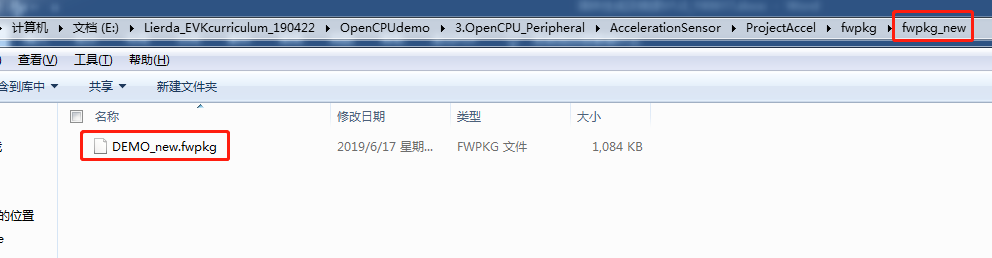 计算机 ▸ 文档 (E:) ▸ Lierda_EVKcurriculum_190422 ▸ OpenCPUdemo ▸ 3.OpenCPU_Peripheral ▸ AccelerationSensor ▸ ProjectAccel ▸ fwpkg ▸ fwpkg_new
查看(V) 工具(T) 帮助(H)
含到库中 共享 新建文件夹
名称 修改日期 类型 大小
DEMO_new.fwpkg 2019/6/17 星期... FWPKG 文件 1,084 KB
的位置
e